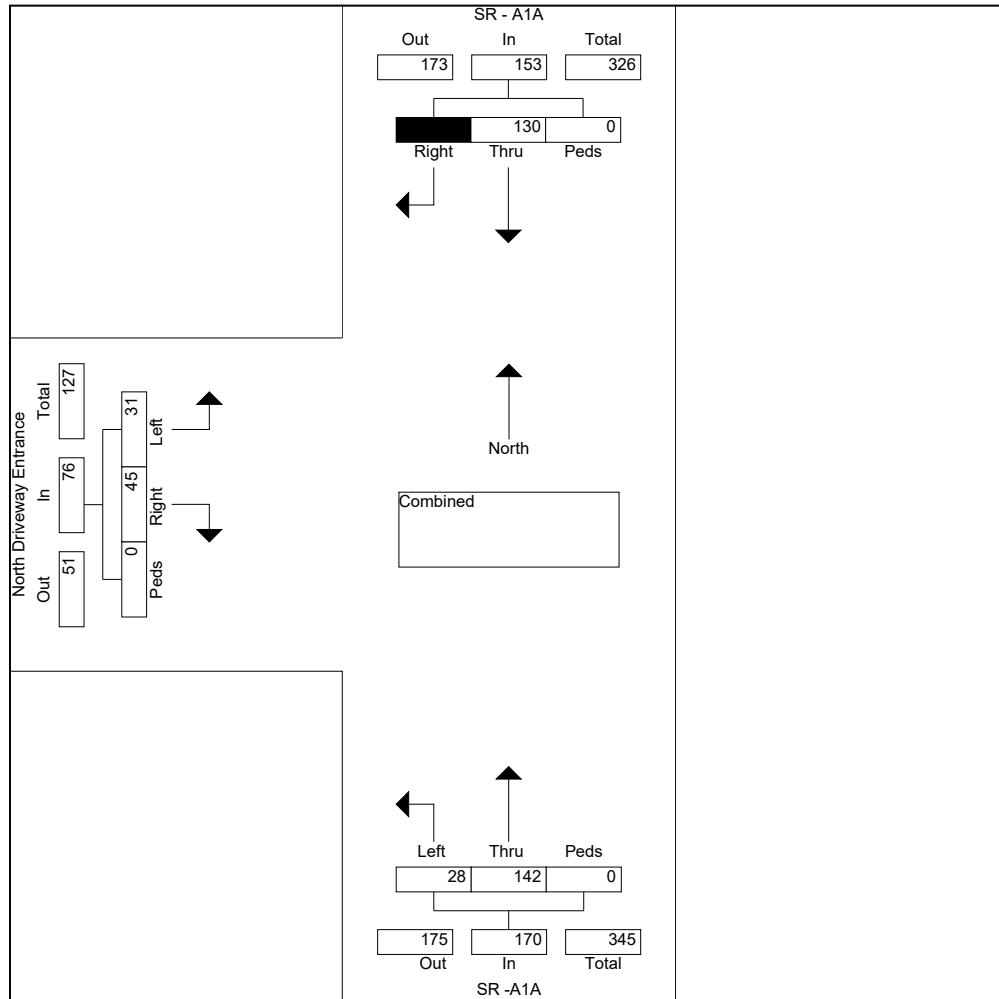 SR - A1A
Out In Total
173 153 326
130 0
Right Thru Peds
North Driveway Entrance
Out In Total
51 76 127
0 45 31
Peds Right Left
North
Combined
Left Thru Peds
28 142 0
175 170 345
Out In Total
SR -A1A